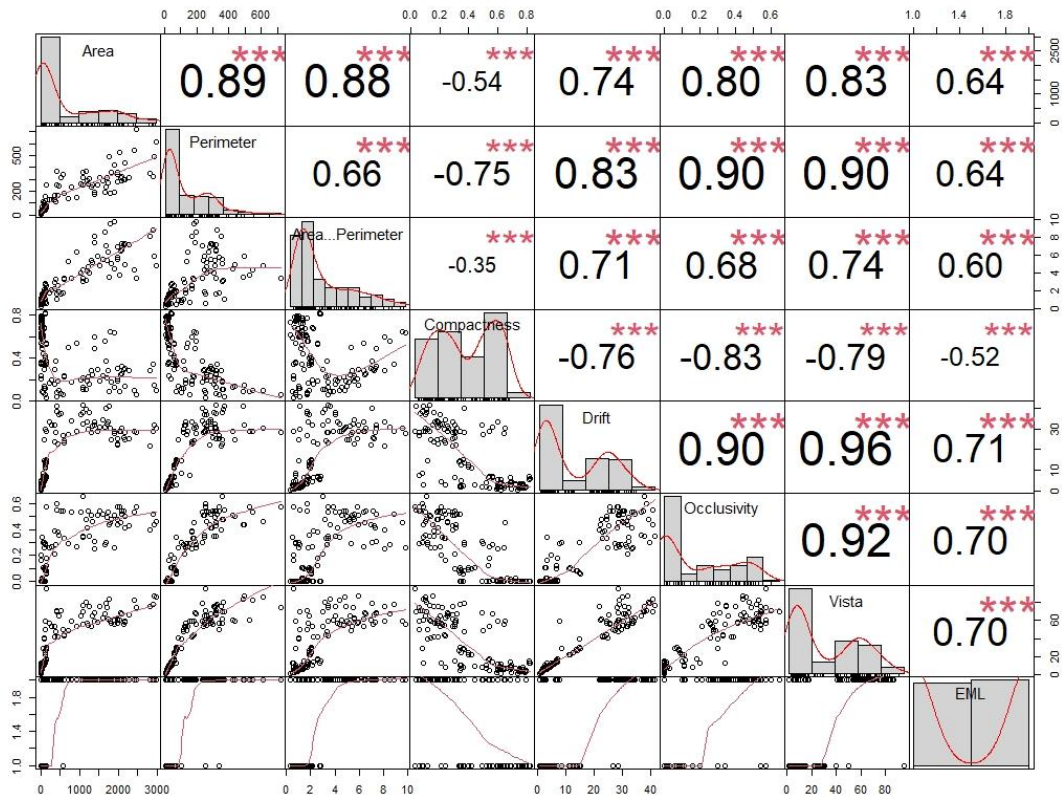 0 200 400 600 0.0 0.2 0.4 0.6 0.8 0.0 0.2 0.4 0.6 1.0 1.5 2.0
Area *** 0.89 *** 0.88 *** -0.54 *** 0.74 *** 0.80 *** 0.83 *** 0.64 0 1000 2500
0 200 500 Perimeter *** 0.66 *** -0.75 *** 0.83 *** 0.90 *** 0.90 *** 0.64
Area...Perimeter *** -0.35 *** 0.71 *** 0.68 *** 0.74 *** 0.60 0 2 4 6 8 10
0.0 0.4 0.8 Compactness *** -0.76 *** -0.83 *** -0.79 *** -0.52
Drift *** 0.90 *** 0.96 *** 0.71 0 10 30
0.0 0.2 0.4 0.6 Occlusivity *** 0.92 *** 0.70
Vista *** 0.70 0 20 60
1.0 1.4 1.8 EML
0 1000 2000 3000 0 2 4 6 8 10 0 10 20 30 40 0 20 40 60 80